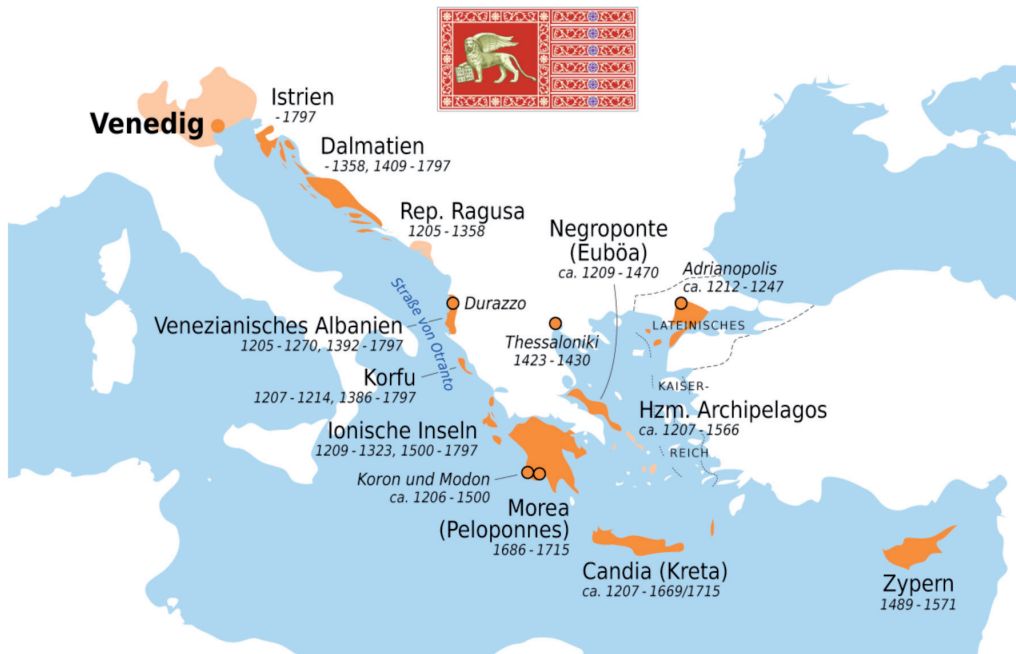 Istrien
- 1797
Venedig
Dalmatien
- 1358, 1409 - 1797
Rep. Ragusa
1205 - 1358
Negroponte
(Euböa)
ca. 1209 - 1470
Adrianopolis
ca. 1212 - 1247
Straße von Otranto
Durazzo
Venezianisches Albanien
1205 - 1270, 1392 - 1797
Thessaloniki
1423 - 1430
LATEINISCHES
KAISER-
REICH
Korfu
1207 - 1214, 1386 - 1797
Hzm. Archipelagos
ca. 1207 - 1566
Ionische Inseln
1209 - 1323, 1500 - 1797
Koron und Modon
ca. 1206 - 1500
Morea
(Peloponnes)
1686 - 1715
Candia (Kreta)
ca. 1207 - 1669/1715
Zypern
1489 - 1571